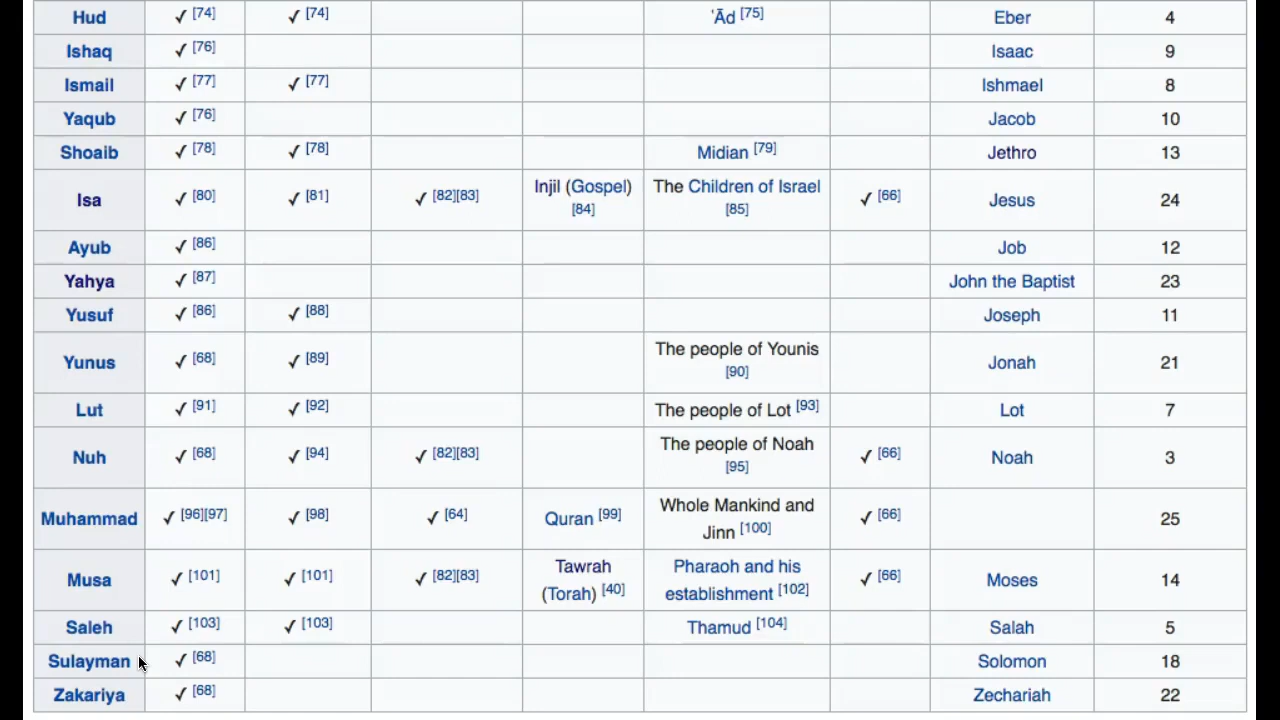 Hud ✓ [74] ✓ [74] ʿĀd [75] Eber 4
Ishaq ✓ [76] Isaac 9
Ismail ✓ [77] ✓ [77] Ishmael 8
Yaqub ✓ [76] Jacob 10
Shoaib ✓ [78] ✓ [78] Midian [79] Jethro 13
Isa ✓ [80] ✓ [81] ✓ [82][83] Injil (Gospel) [84] The Children of Israel [85] ✓ [66] Jesus 24
Ayub ✓ [86] Job 12
Yahya ✓ [87] John the Baptist 23
Yusuf ✓ [86] ✓ [88] Joseph 11
Yunus ✓ [68] ✓ [89] The people of Younis [90] Jonah 21
Lut ✓ [91] ✓ [92] The people of Lot [93] Lot 7
Nuh ✓ [68] ✓ [94] ✓ [82][83] The people of Noah [95] ✓ [66] Noah 3
Muhammad ✓ [96][97] ✓ [98] ✓ [64] Quran [99] Whole Mankind and Jinn [100] ✓ [66] 25
Musa ✓ [101] ✓ [101] ✓ [82][83] Tawrah (Torah) [40] Pharaoh and his establishment [102] ✓ [66] Moses 14
Saleh ✓ [103] ✓ [103] Thamud [104] Salah 5
Sulayman ✓ [68] Solomon 18
Zakariya ✓ [68] Zechariah 22